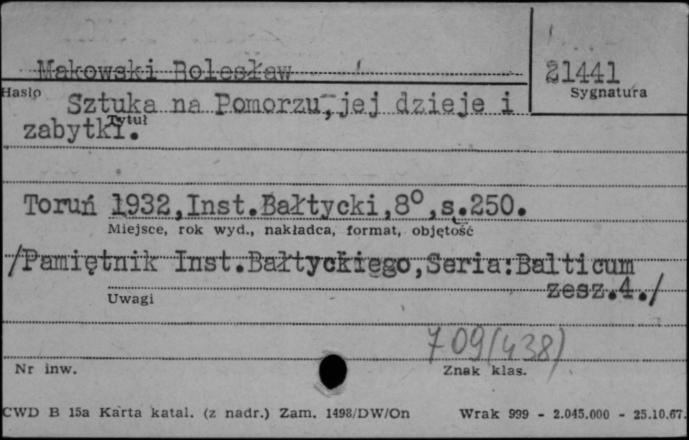 Makowski Bolesław
21441
Hasło
Sygnatura
Sztuka na Pomorzu, jej dzieje i
Tytuł
zabytki.
Toruń 1932,Inst.Bałtycki,8°,s.250.
Miejsce, rok wyd., nakładca, format, objętość
/Pamiętnik Inst.Bałtyckiego,Seria:Balticum
zesz.4./
Uwagi
709(438)
Nr inw.
Znak klas.
CWD B 15a Karta katal. (z nadr.) Zam. 1498/DW/On Wrak 999 - 2.045.000 - 25.10.67.